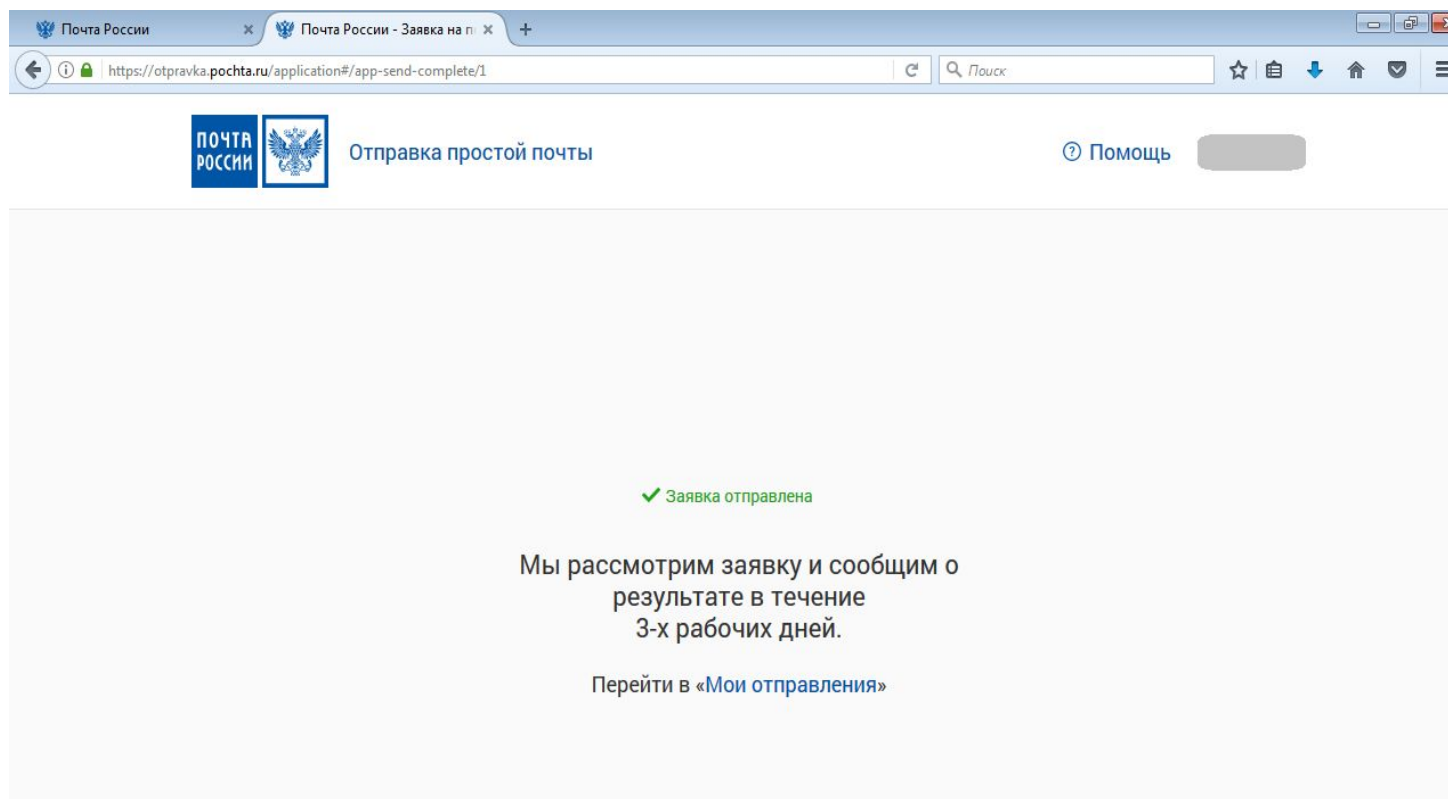 Почта России
Почта России - Заявка на п
https://otpravka.pochta.ru/application#/app-send-complete/1
Поиск
ПОЧТА
РОССИИ
Отправка простой почты
Помощь
Заявка отправлена
Мы рассмотрим заявку и сообщим о
результате в течение
3-х рабочих дней.
Перейти в «Мои отправления»